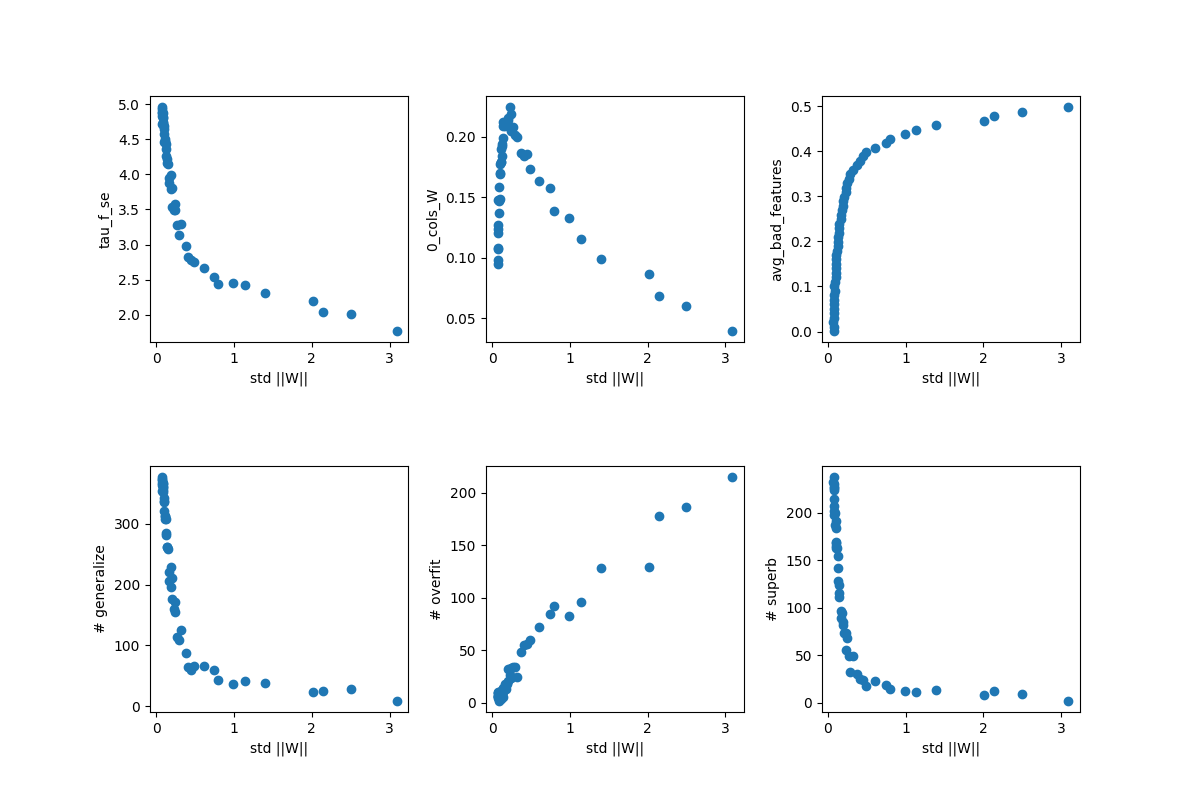 5.0
4.5
4.0
3.5
3.0
2.5
2.0
tau_f_se
0 1 2 3
std ||W||
0.20
0.15
0.10
0.05
0_cols_W
0 1 2 3
std ||W||
0.5
0.4
0.3
0.2
0.1
0.0
avg_bad_features
0 1 2 3
std ||W||
300
200
100
0
# generalize
0 1 2 3
std ||W||
200
150
100
50
0
# overfit
0 1 2 3
std ||W||
200
150
100
50
0
# superb
0 1 2 3
std ||W||